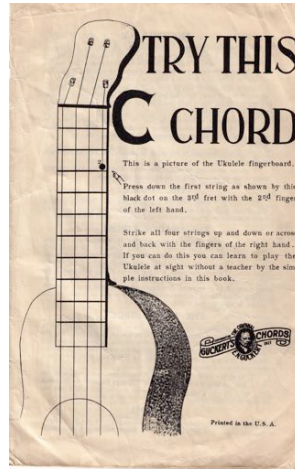 TRY THIS
C CHORD
This is a picture of the Ukulele fingerboard.
Press down the first string as shown by this
black dot on the 2nd fret with the 2nd finger
of the left hand.
Strike all four strings up and down or across
and back with the fingers of the right hand.
If you can do this you can learn to play the
Ukulele at sight without a teacher by the sim
ple instructions in this book.
GUCKERT'S CHORDS
E.N. GUCKERT
Printed in the U.S.A.